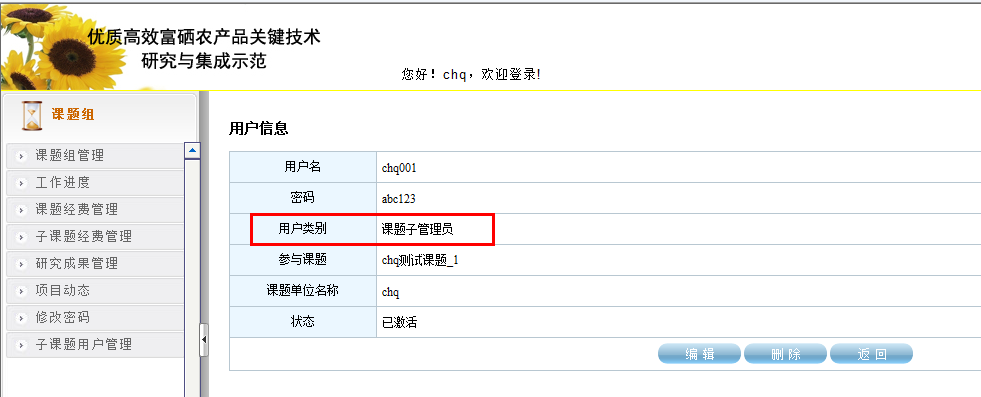 优质高效富硒农产品关键技术
研究与集成示范
您好！chq，欢迎登录!
课题组
课题组管理
工作进度
课题经费管理
子课题经费管理
研究成果管理
项目动态
修改密码
子课题用户管理
用户信息
用户名 chq001
密码 abc123
用户类别 课题子管理员
参与课题 chq测试课题_1
课题单位名称 chq
状态 已激活
编 辑 删 除 返 回